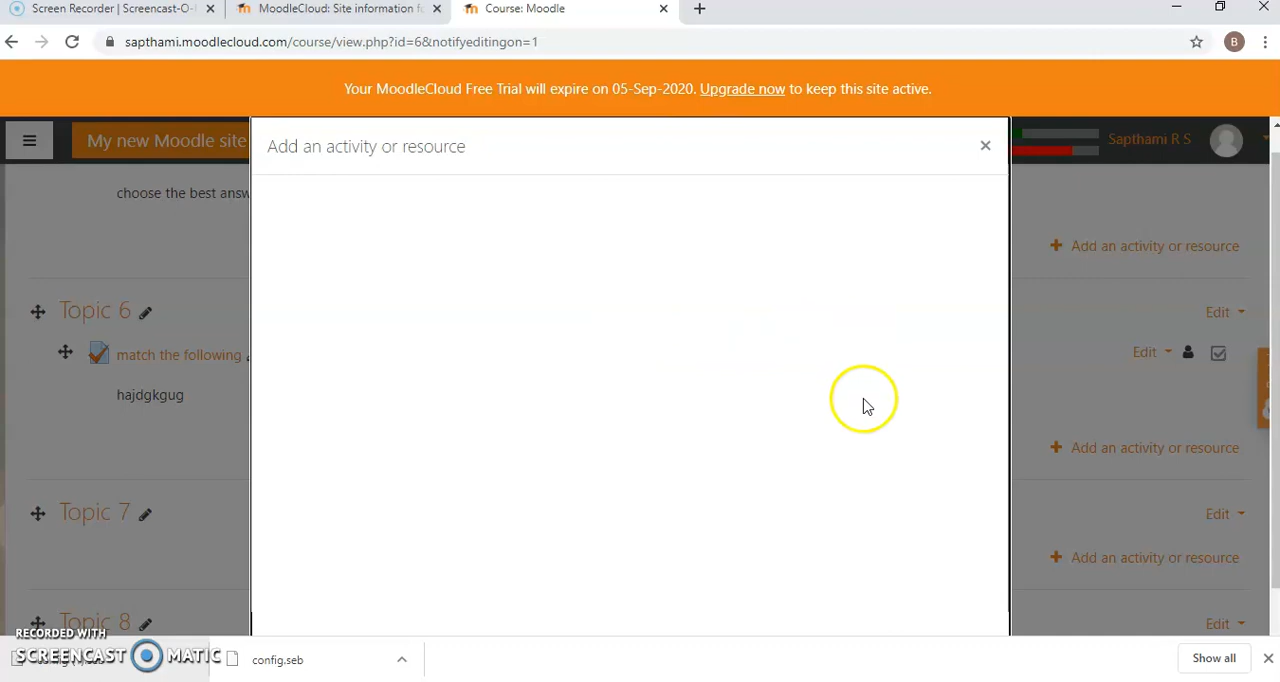 Screen Recorder | Screencast-O-
MoodleCloud: Site information f
Course: Moodle
sapthami.moodlecloud.com/course/view.php?id=6&notifyeditingon=1
B
Your MoodleCloud Free Trial will expire on 05-Sep-2020. Upgrade now to keep this site active.
My new Moodle site
Add an activity or resource
Sapthami R S
choose the best answ
Add an activity or resource
Topic 6
Edit
match the following
Edit
hajdgkgug
Add an activity or resource
Topic 7
Edit
Add an activity or resource
Topic 8
Edit
RECORDED WITH
SCREENCAST MATIC
config.seb
Show all